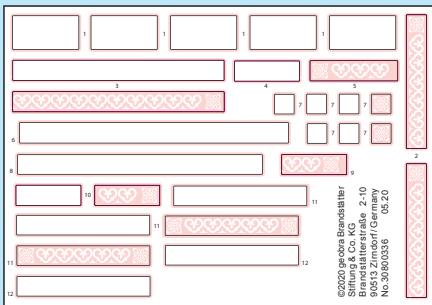 1 1 1 1
3 4 5
7 7 7
6 7 7 7
2
8 9
10 11
11
11 12
12
©2020 geobra Brandstätter
Stiftung & Co. KG
Brandstätterstraße 2-10
90513 Zirndorf/Germany
No.30800336 05.20